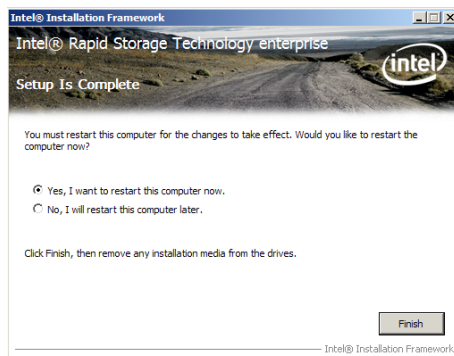 Intel® Installation Framework
Intel® Rapid Storage Technology enterprise
intel
Setup Is Complete
You must restart this computer for the changes to take effect. Would you like to restart the
computer now?
Yes, I want to restart this computer now.
No, I will restart this computer later.
Click Finish, then remove any installation media from the drives.
Finish
Intel® Installation Framework